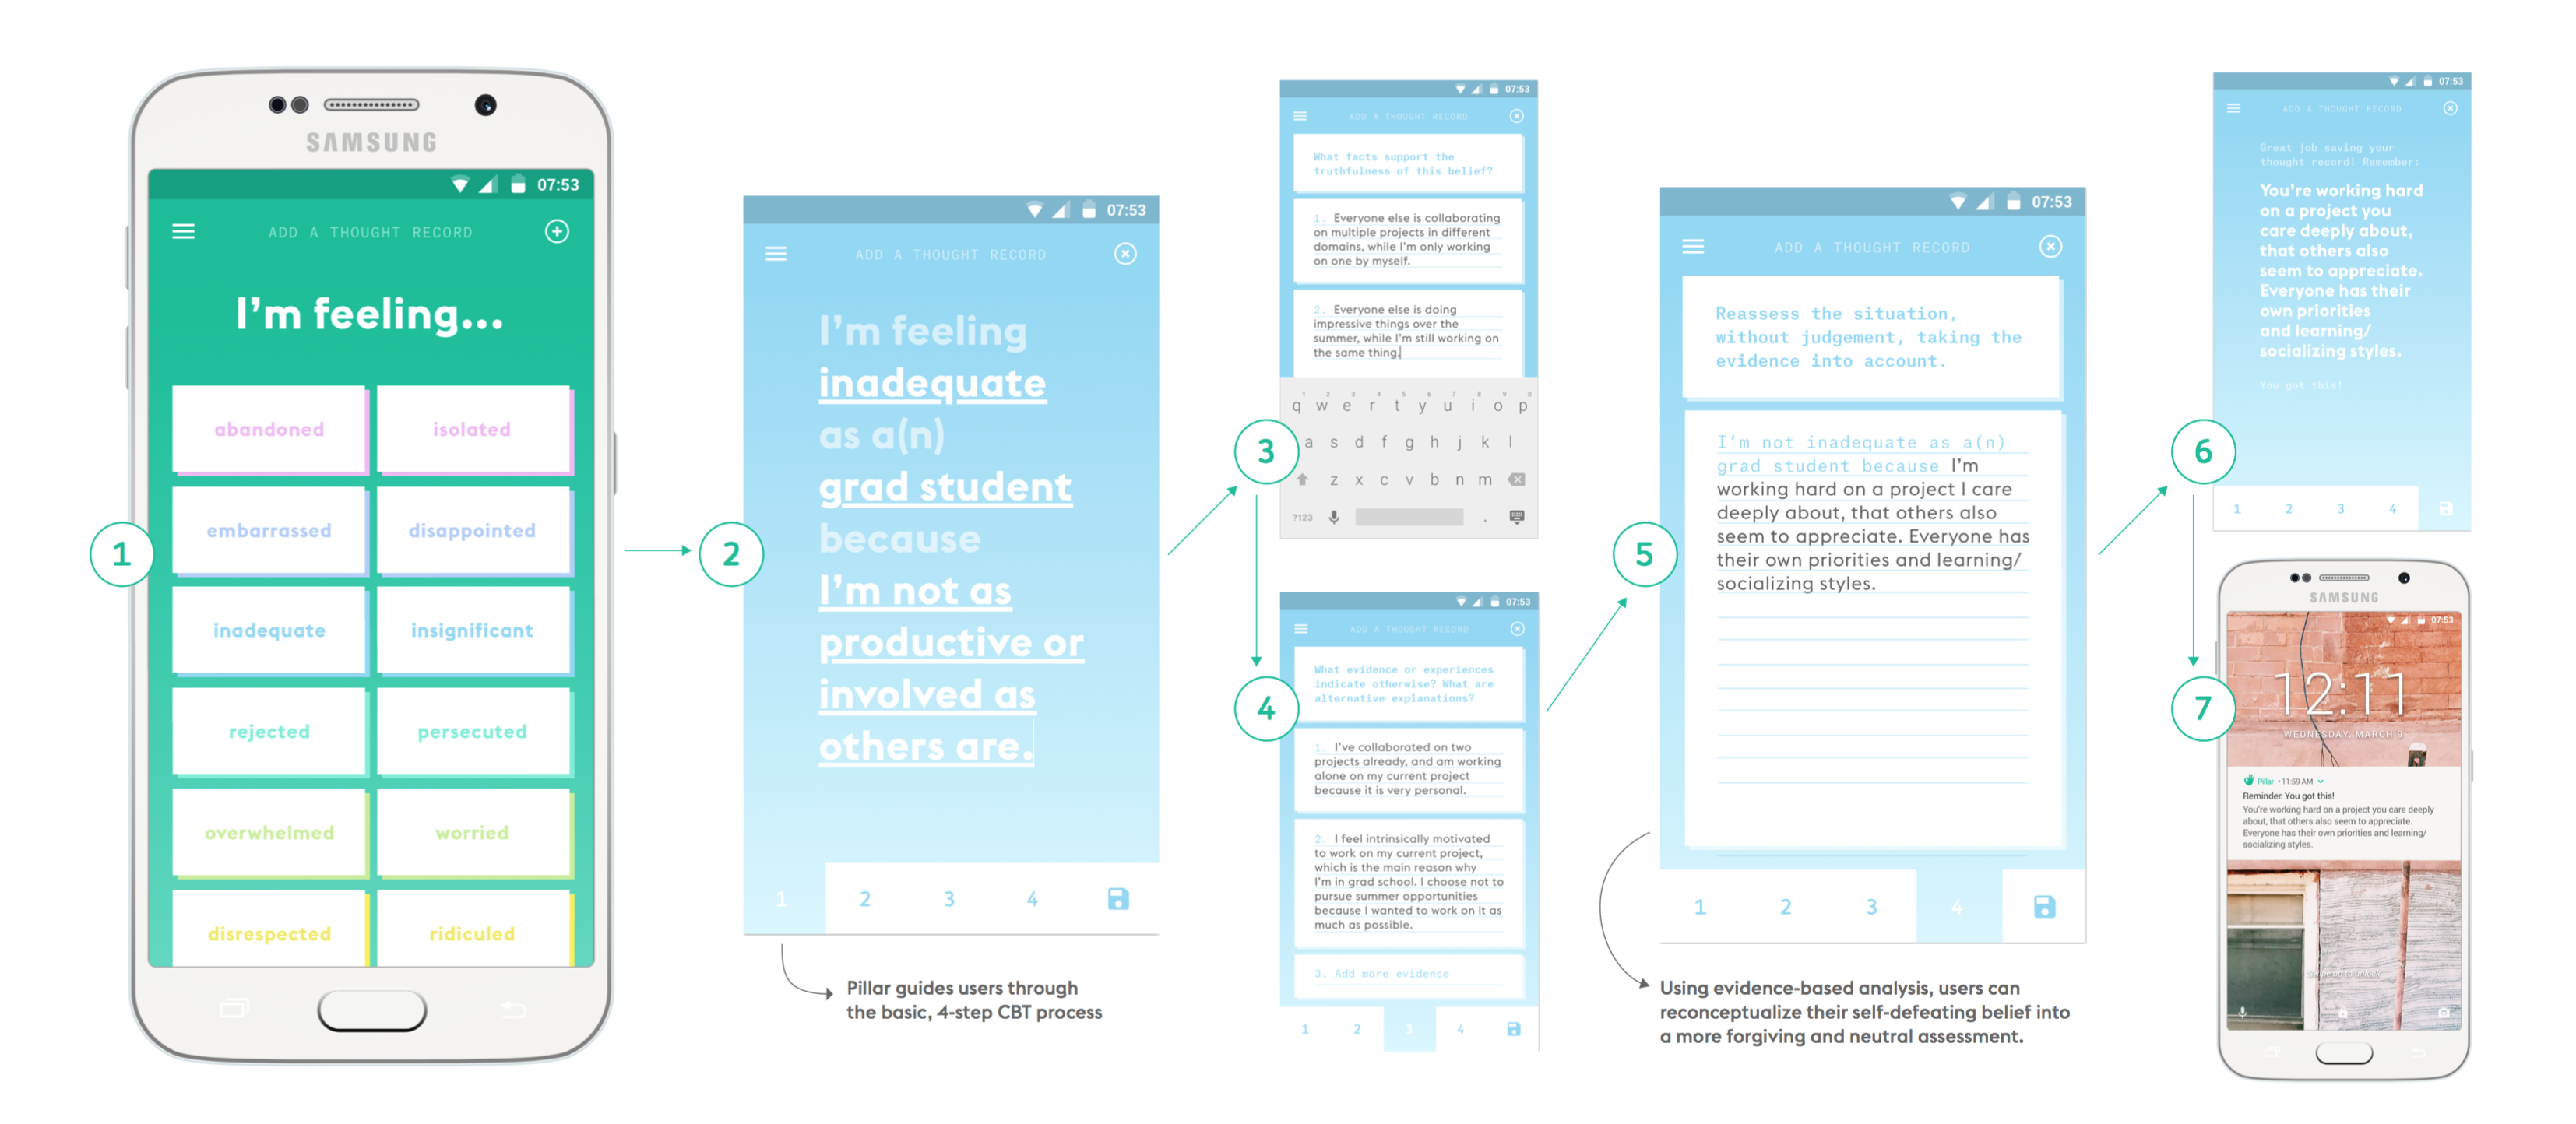 1
SAMSUNG
07:53
ADD A THOUGHT RECORD
I'm feeling...
abandoned
isolated
embarrassed
disappointed
inadequate
insignificant
rejected
persecuted
overwhelmed
worried
disrespected
ridiculed
2
07:53
ADD A THOUGHT RECORD
I'm feeling
inadequate
as a(n)
grad student
because
I'm not as
productive or
involved as
others are.
1 2 3 4
Pillar guides users through
the basic, 4-step CBT process
3
07:53
ADD A THOUGHT RECORD
What facts support the
truthfulness of this belief?
1. Everyone else is collaborating
on multiple projects in different
domains, while I'm only working
on one by myself.
2. Everyone else is doing
impressive things over the
summer, while I'm still working on
the same thing.
1 2 3 4 5 6 7 8 9 0
q w e r t y u i o p
a s d f g h j k l
z x c v b n m
?123 .
4
07:53
ADD A THOUGHT RECORD
What evidence or experiences
indicate otherwise? What are
alternative explanations?
1. I've collaborated on two
projects already, and am working
alone on my current project
because it is very personal.
2. I feel intrinsically motivated
to work on my current project,
which is the main reason why
I'm in grad school. I choose not to
pursue summer opportunities
because I wanted to work on it as
much as possible.
3. Add more evidence
1 2 3 4
5
07:53
ADD A THOUGHT RECORD
Reassess the situation,
without judgement, taking the
evidence into account.
I'm not inadequate as a(n)
grad student because I'm
working hard on a project I care
deeply about, that others also
seem to appreciate. Everyone has
their own priorities and learning/
socializing styles.
1 2 3 4
Using evidence-based analysis, users can
reconceptualize their self-defeating belief into
a more forgiving and neutral assessment.
6
07:53
ADD A THOUGHT RECORD
Great job saving your
thought record! Remember:
You're working hard
on a project you
care deeply about,
that others also
seem to appreciate.
Everyone has their
own priorities
and learning/
socializing styles.
You got this!
1 2 3 4
7
SAMSUNG
07:53
12:11
WEDNESDAY, MARCH 9
Pillar • 11:59 AM
Reminder: You got this!
You're working hard on a project you care deeply
about, that others also seem to appreciate.
Everyone has their own priorities and learning/
socializing styles.
Swipe up to unlock